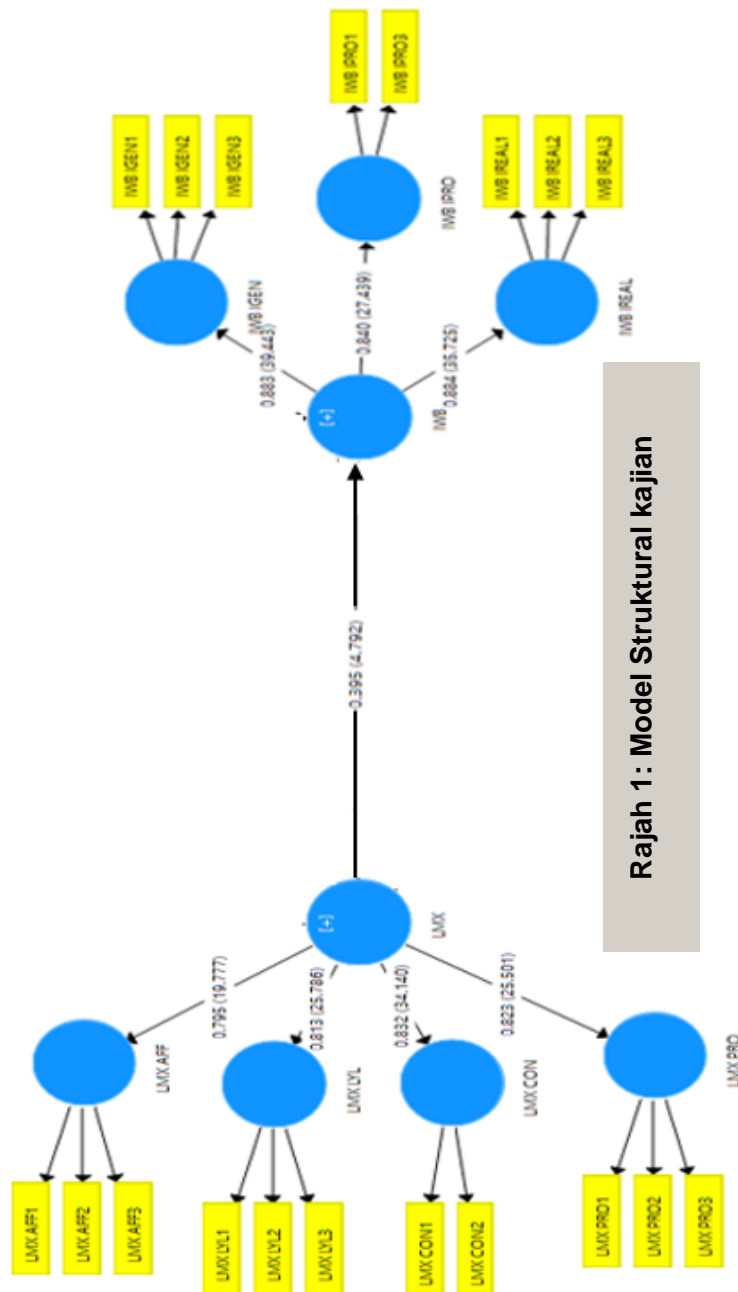 LMX AFF1
LMX AFF2
LMX AFF3
LMX AFF
LMX LYL1
LMX LYL2
LMX LYL3
LMX LYL
LMX CON1
LMX CON2
LMX CON
LMX PRO1
LMX PRO2
LMX PRO3
LMX PRO
0.795 (19.777)
0.813 (25.786)
0.832 (34.140)
0.823 (25.501)
[+]
LMX
0.395 (4.792)
[+]
IWB
0.883 (39.443)
0.840 (27.439)
0.884 (35.725)
IWB IGEN
IWB IGEN1
IWB IGEN2
IWB IGEN3
IWB IPRO
IWB IPRO1
IWB IPRO3
IWB IREAL
IWB IREAL1
IWB IREAL2
IWB IREAL3
Rajah 1: Model Struktural kajian